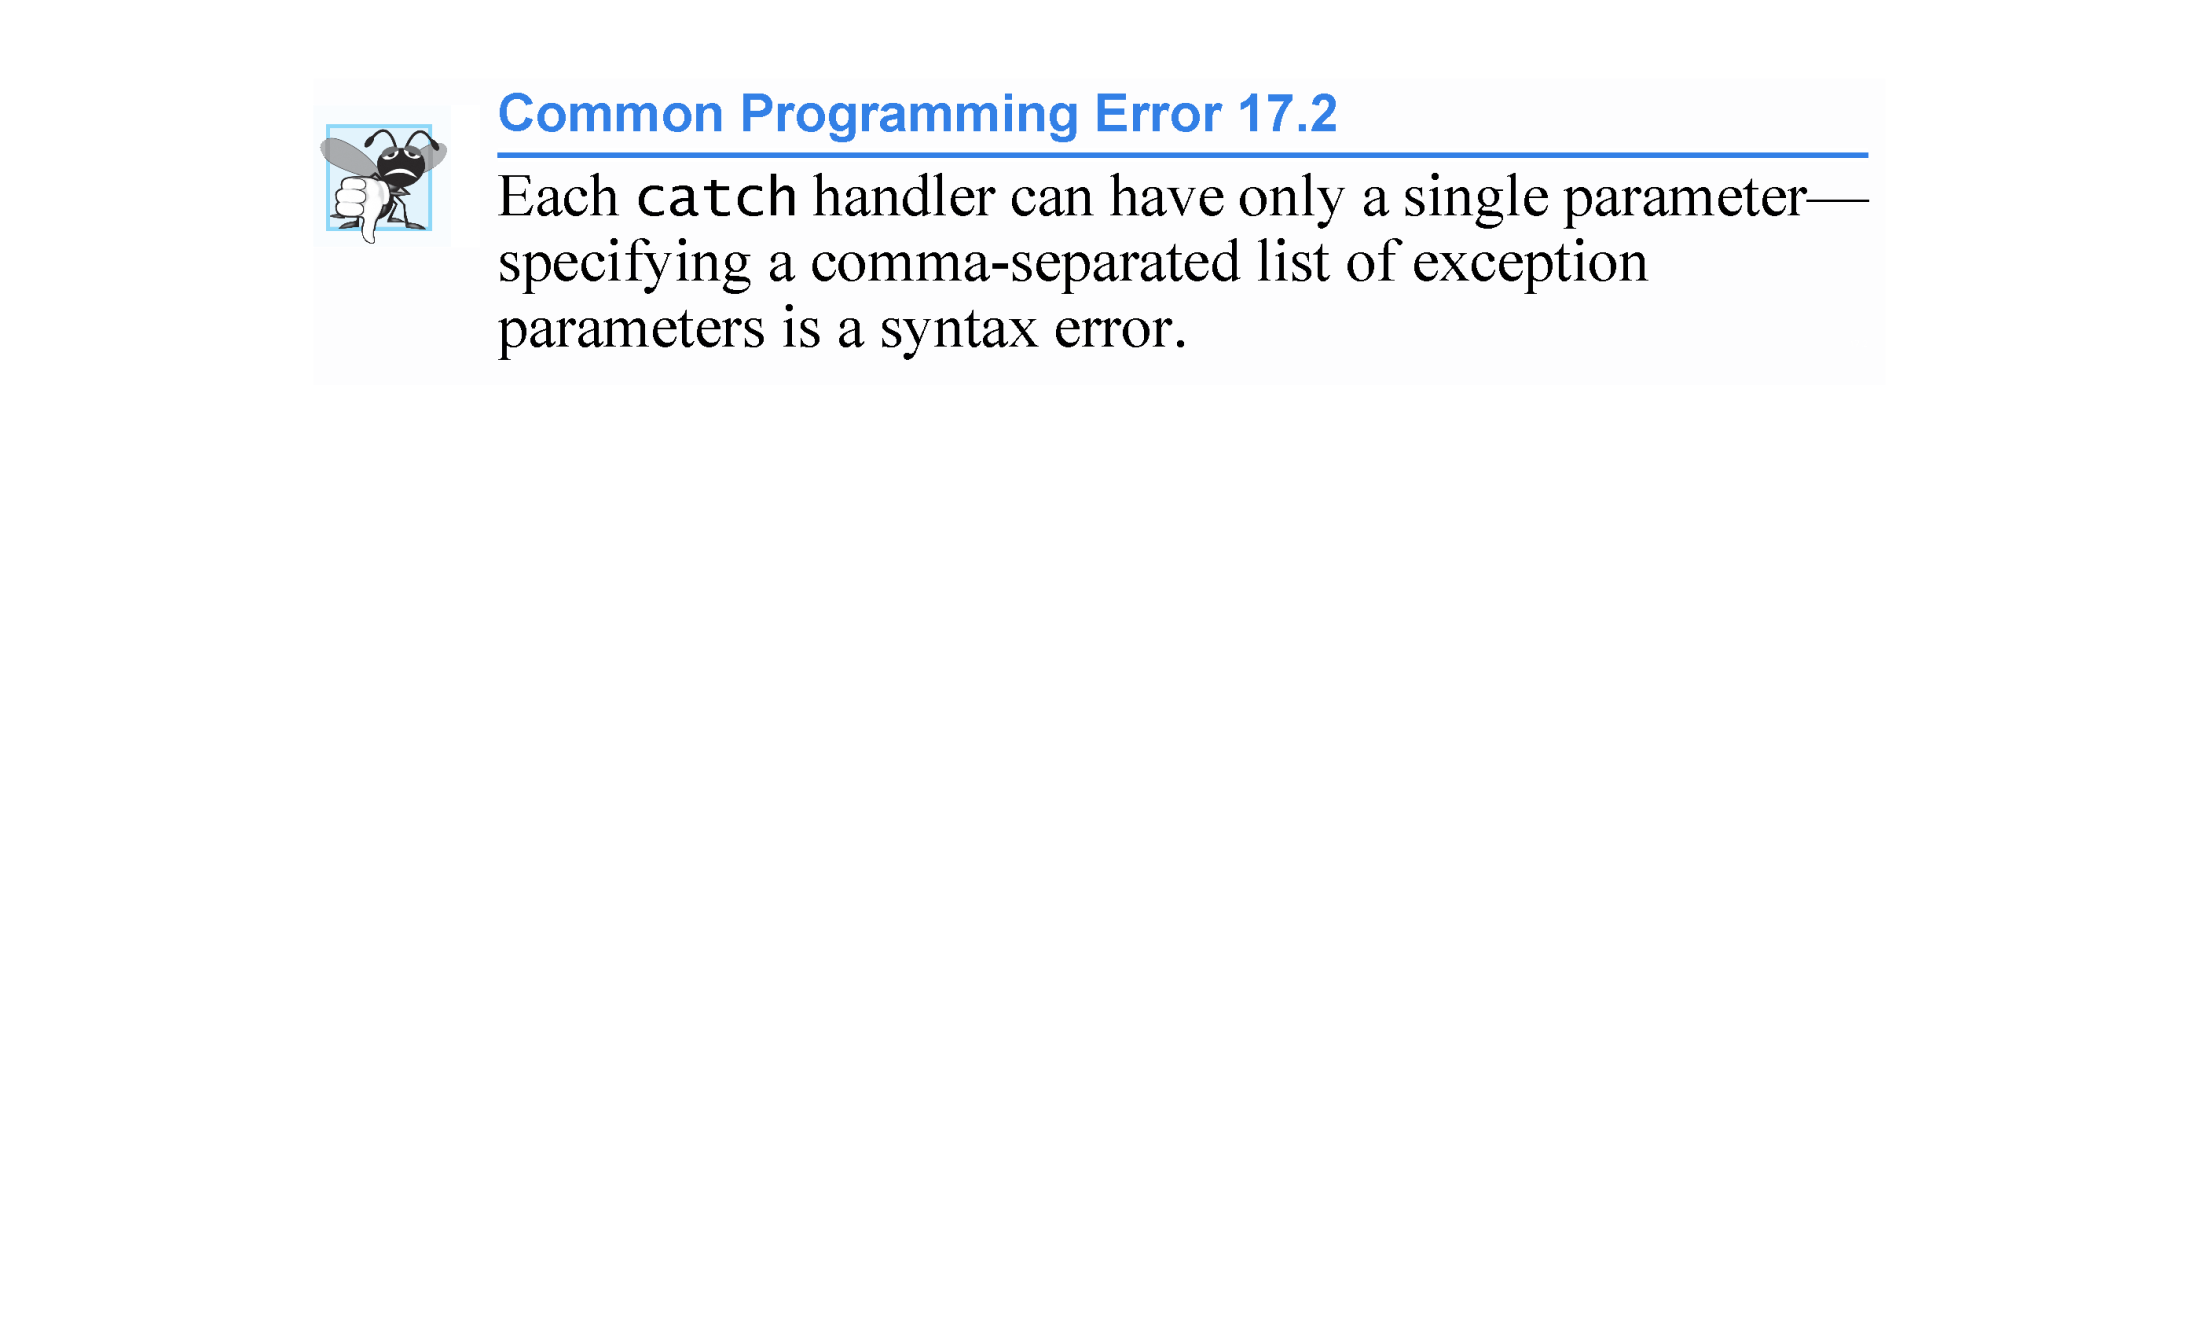 Common Programming Error 17.2
Each catch handler can have only a single parameter—
specifying a comma-separated list of exception
parameters is a syntax error.